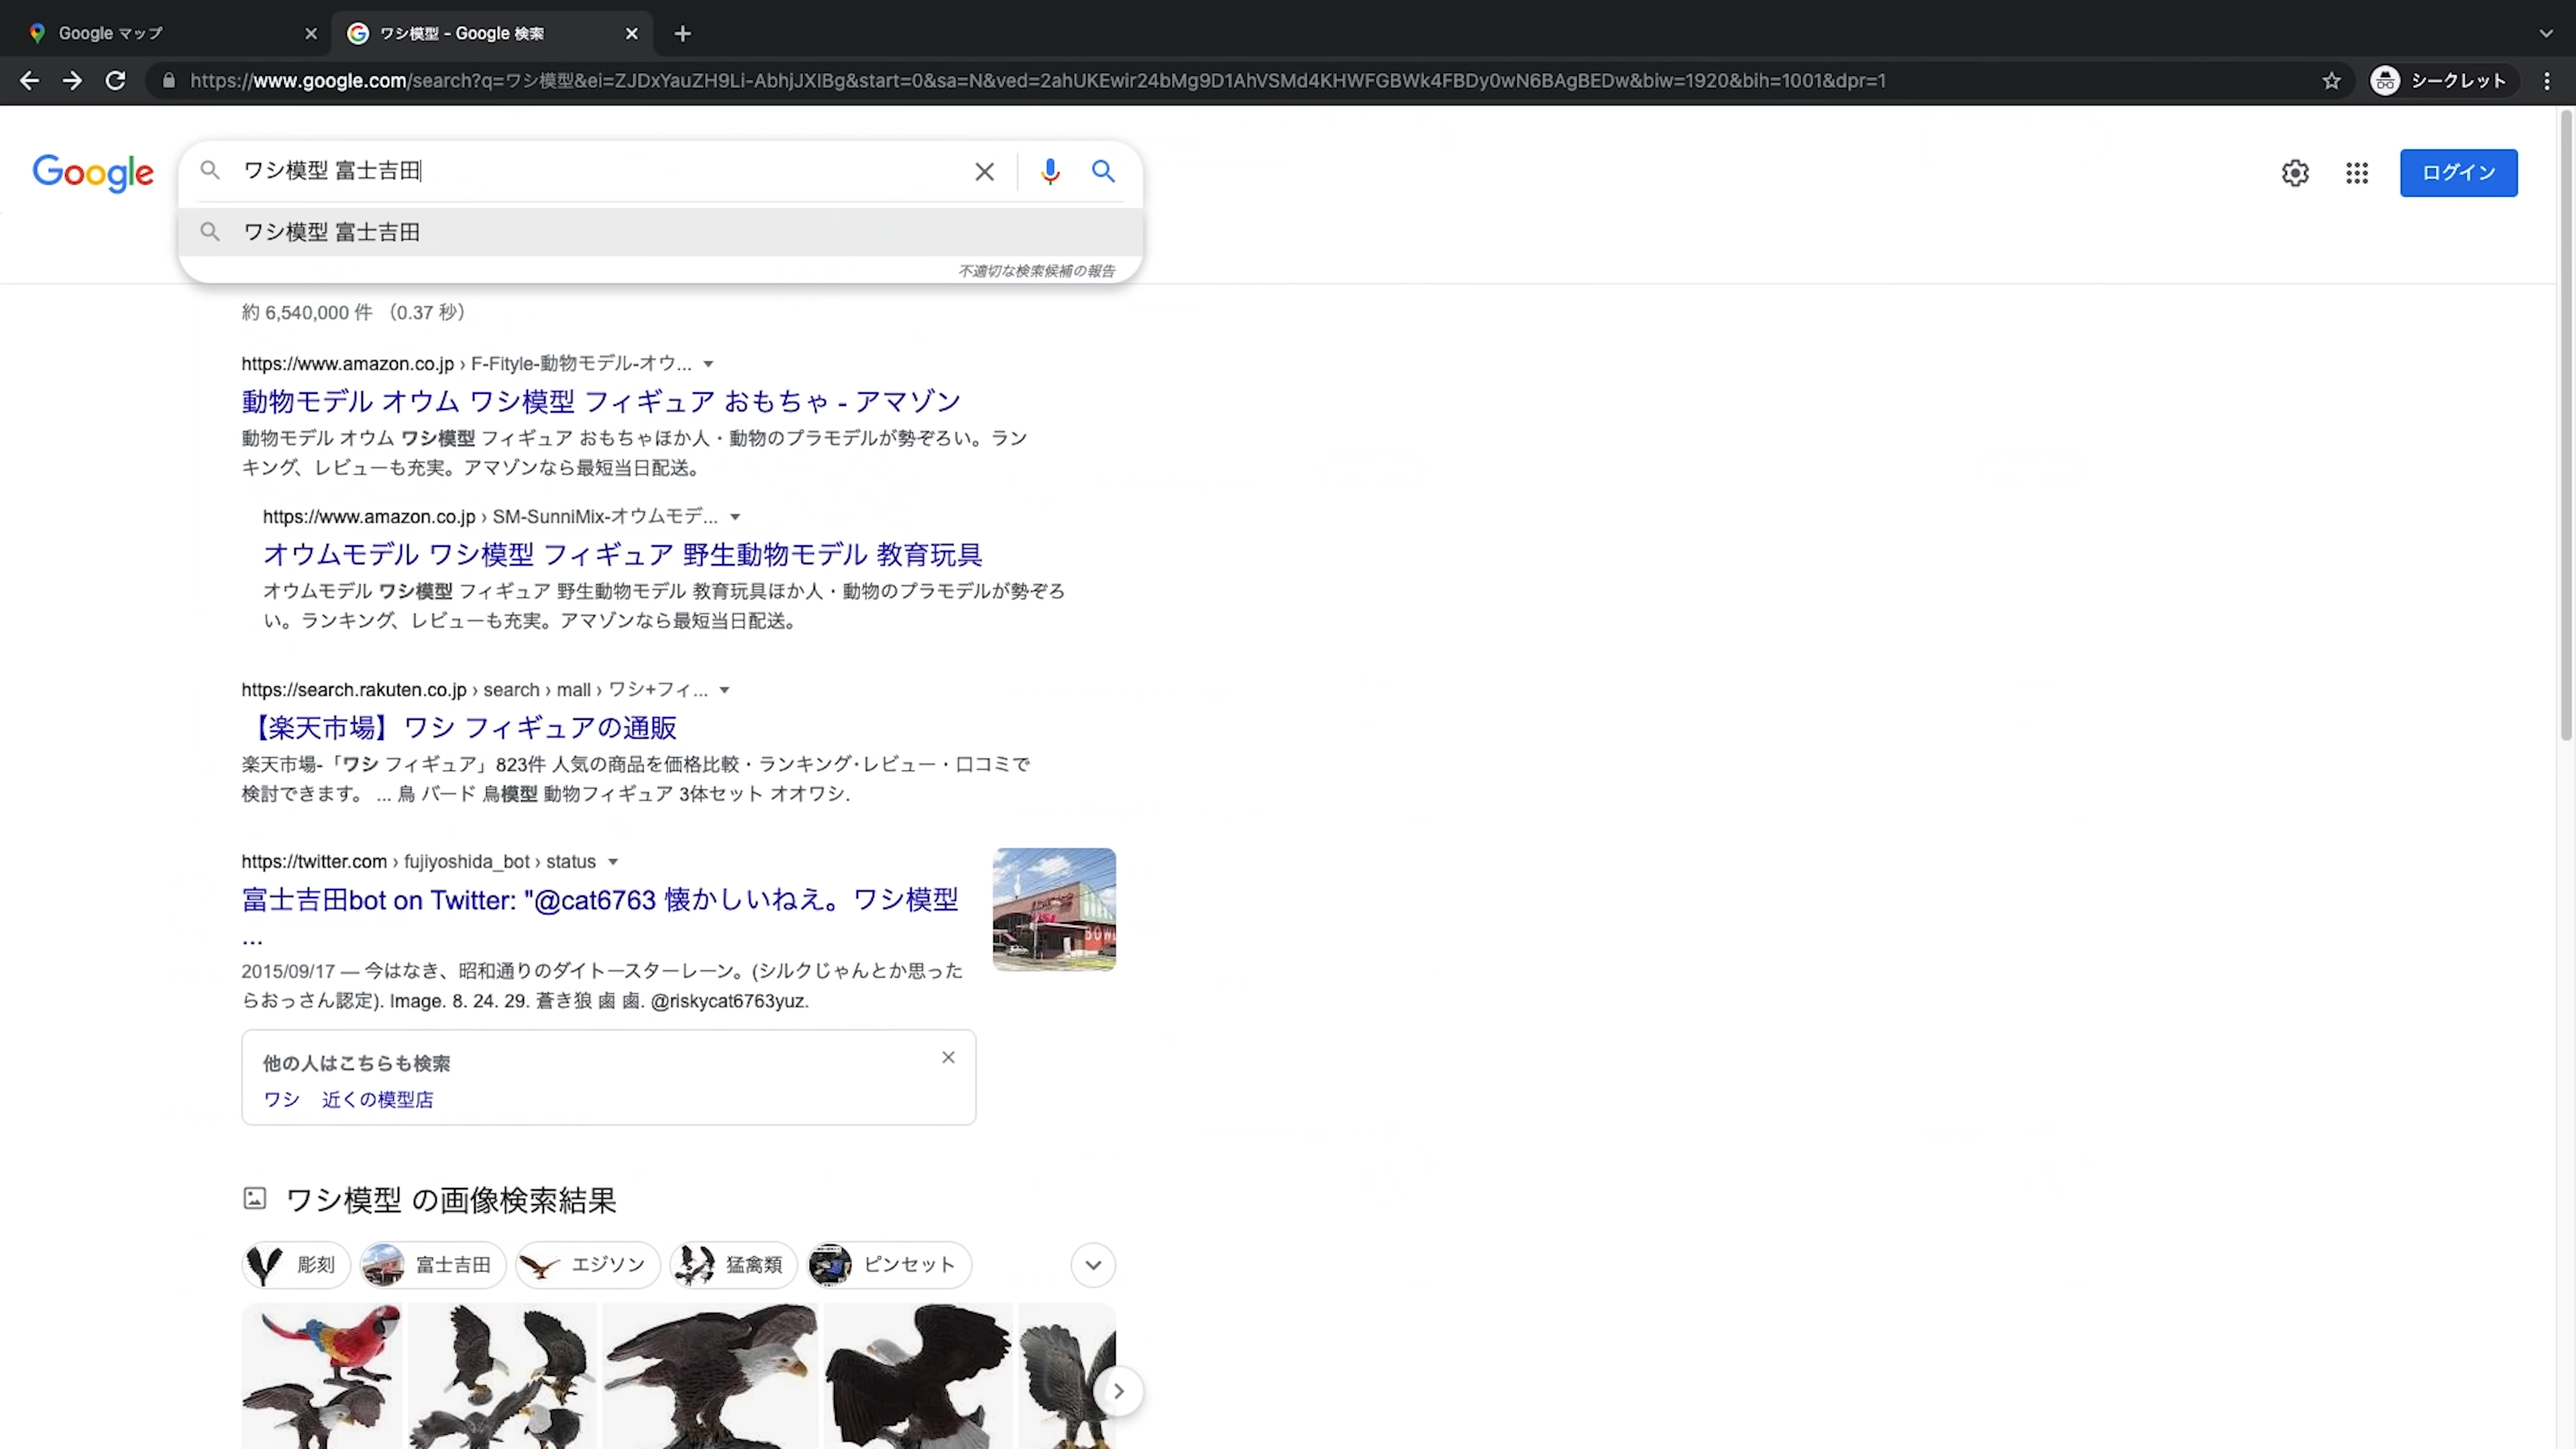 Google マップ
ワシ模型 - Google 検索
https://www.google.com/search?q=ワシ模型&ei=ZJDxYauZH9Li-AbhjJXIBg&start=0&sa=N&ved=2ahUKEwir24bMg9D1AhVSMd4KHWFGBWk4FBDy0wN6BAgBEDw&biw=1920&bih=1001&dpr=1
シークレット
Google
ワシ模型 富士吉田
ログイン
ワシ模型 富士吉田
不適切な検索候補の報告
約 6,540,000 件 (0.37 秒)
https://www.amazon.co.jp › F-Fityle-動物モデル-オウ...
動物モデル オウム ワシ模型 フィギュア おもちゃ - アマゾン
動物モデル オウム ワシ模型 フィギュア おもちゃほか人・動物のプラモデルが勢ぞろい。ラン
キング、レビューも充実。アマゾンなら最短当日配送。
https://www.amazon.co.jp › SM-SunniMix-オウムモデ...
オウムモデル ワシ模型 フィギュア 野生動物モデル 教育玩具
オウムモデル ワシ模型 フィギュア 野生動物モデル 教育玩具ほか人・動物のプラモデルが勢ぞろ
い。ランキング、レビューも充実。アマゾンなら最短当日配送。
https://search.rakuten.co.jp › search › mall › ワシ+フィ...
【楽天市場】ワシ フィギュアの通販
楽天市場-「ワシ フィギュア」823件 人気の商品を価格比較・ランキング･レビュー・口コミで
検討できます。 ... 鳥 バード 鳥模型 動物フィギュア 3体セット オオワシ.
https://twitter.com › fujiyoshida_bot › status
富士吉田bot on Twitter: "@cat6763 懐かしいねえ。ワシ模型
...
2015/09/17 — 今はなき、昭和通りのダイトースターレーン。(シルクじゃんとか思った
らおっさん認定). Image. 8. 24. 29. 蒼き狼 歯 歯. @riskycat6763yuz.
BOWL
他の人はこちらも検索
ワシ 近くの模型店
ワシ模型 の画像検索結果
彫刻 富士吉田 エジソン 猛禽類 ピンセット